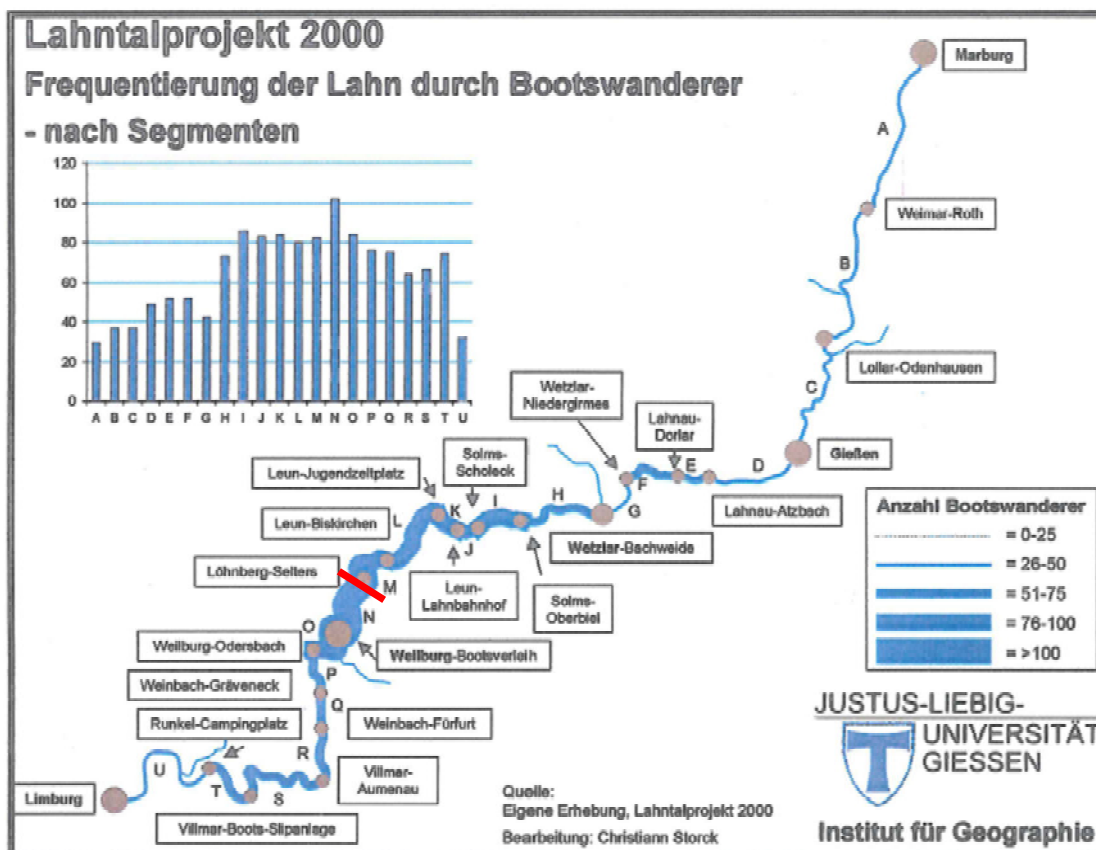 Lahntalprojekt 2000
Frequentierung der Lahn durch Bootswanderer
- nach Segmenten
120
100
80
60
40
20
0
A B C D E F G H I J K L M N O P Q R S T U
Marburg
A
Weimar-Roth
B
Lollar-Odenhausen
C
Gießen
D
Lahnau-Atzbach
E
Lahnau-
Dorlar
F
Wetzlar-
Niedergirmes
G
Wetzlar-Bachweide
H
Solms-
Oberbiel
I
Solms-
Scholeck
J
Leun-
Lahnbahnhof
K
Leun-Jugendzeltplatz
L
Leun-Biskirchen
M
Löhnberg-Selters
N
Weilburg-Bootsverleih
O
Weilburg-Odersbach
P
Weinbach-Gräveneck
Q
Weinbach-Fürfurt
R
Villmar-
Aumenau
S
Villmar-Boots-Slipanlage
T
Runkel-Campingplatz
U
Limburg
Anzahl Bootswanderer
= 0-25
= 26-50
= 51-75
= 76-100
= >100
Quelle:
Eigene Erhebung, Lahntalprojekt 2000
Bearbeitung: Christiann Storck
JUSTUS-LIEBIG-
UNIVERSITÄT
GIESSEN
Institut für Geographie